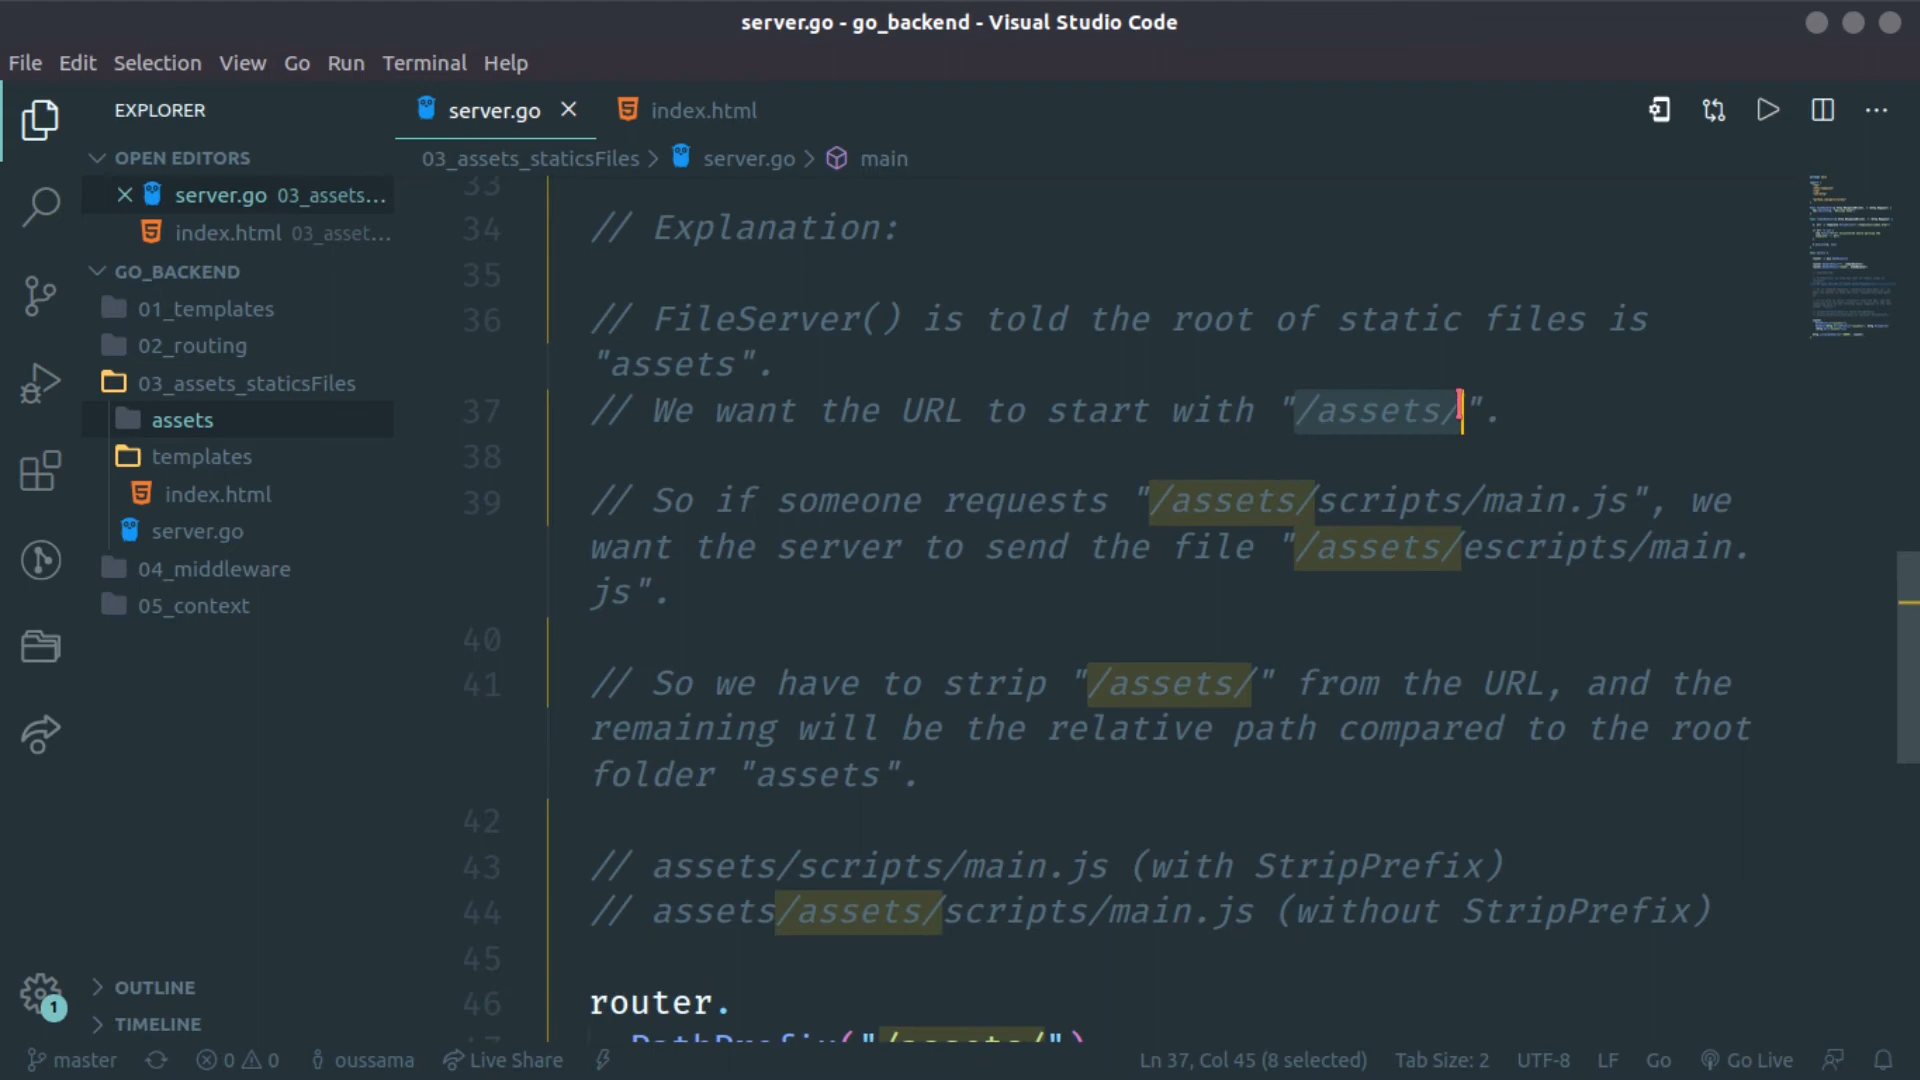 server.go - go_backend - Visual Studio Code
File Edit Selection View Go Run Terminal Help
EXPLORER
OPEN EDITORS
server.go 03_assets...
index.html 03_asset...
GO_BACKEND
01_templates
02_routing
03_assets_staticsFiles
assets
templates
index.html
server.go
04_middleware
05_context
OUTLINE
TIMELINE
server.go
index.html
03_assets_staticsFiles > server.go > main
33
34 // Explanation:
35
36 // FileServer() is told the root of static files is
"assets".
37 // We want the URL to start with "/assets/".
38
39 // So if someone requests "/assets/scripts/main.js", we
want the server to send the file "/assets/escripts/main.
js".
40
41 // So we have to strip "/assets/" from the URL, and the
remaining will be the relative path compared to the root
folder "assets".
42
43 // assets/scripts/main.js (with StripPrefix)
44 // assets/assets/scripts/main.js (without StripPrefix)
45
46 router.
47 PathPrefix("/assets/")
1
master 0 0 oussama Live Share Ln 37, Col 45 (8 selected) Tab Size: 2 UTF-8 LF Go Go Live